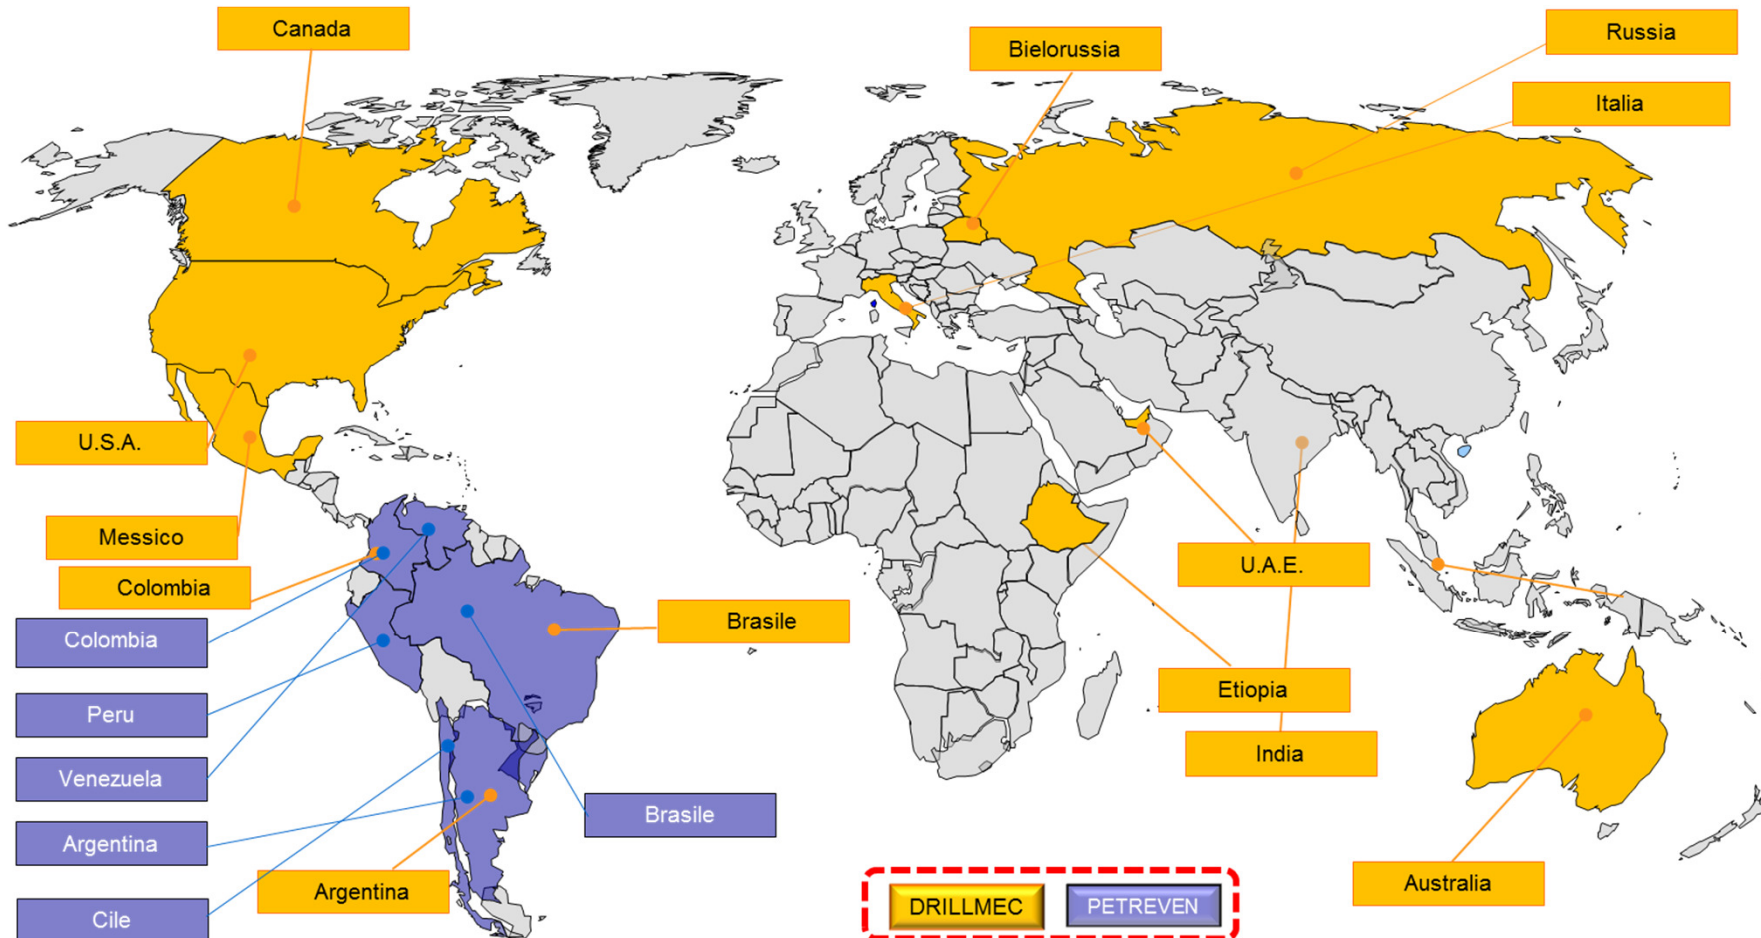 Canada
Bielorussia
Russia
Italia
U.S.A.
Messico
Colombia
Colombia
Peru
Venezuela
Argentina
Cile
Argentina
Brasile
Brasile
U.A.E.
Etiopia
India
Australia
DRILLMEC
PETREVEN